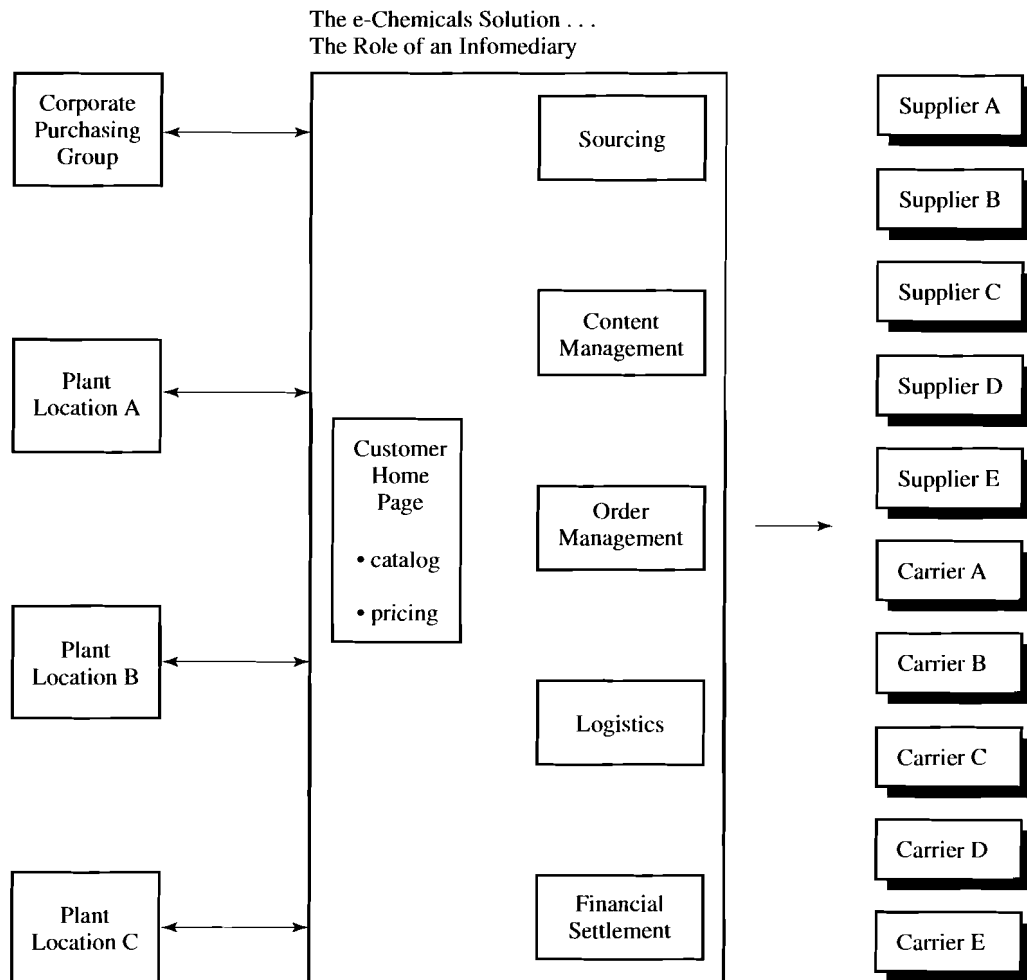 The e-Chemicals Solution . . .
The Role of an Infomediary
Corporate
Purchasing
Group
Plant
Location A
Plant
Location B
Plant
Location C
Customer
Home
Page
• catalog
• pricing
Sourcing
Content
Management
Order
Management
Logistics
Financial
Settlement
Supplier A
Supplier B
Supplier C
Supplier D
Supplier E
Carrier A
Carrier B
Carrier C
Carrier D
Carrier E